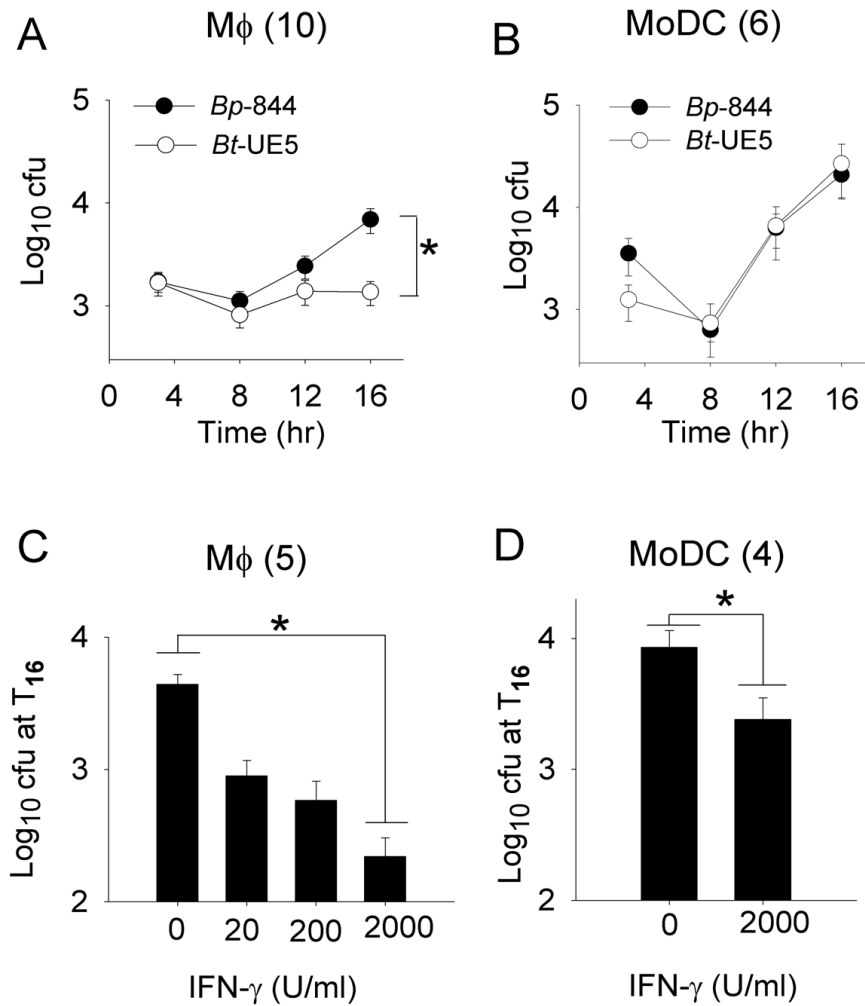 A
Mϕ (10)
Bp-844
Bt-UE5
5
4
3
Log10 cfu
*
0 4 8 12 16
Time (hr)
B
MoDC (6)
Bp-844
Bt-UE5
5
4
3
Log10 cfu
0 4 8 12 16
Time (hr)
C
Mϕ (5)
*
4
3
2
Log10 cfu at T16
0 20 200 2000
IFN-γ (U/ml)
D
MoDC (4)
*
4
3
2
Log10 cfu at T16
0 2000
IFN-γ (U/ml)